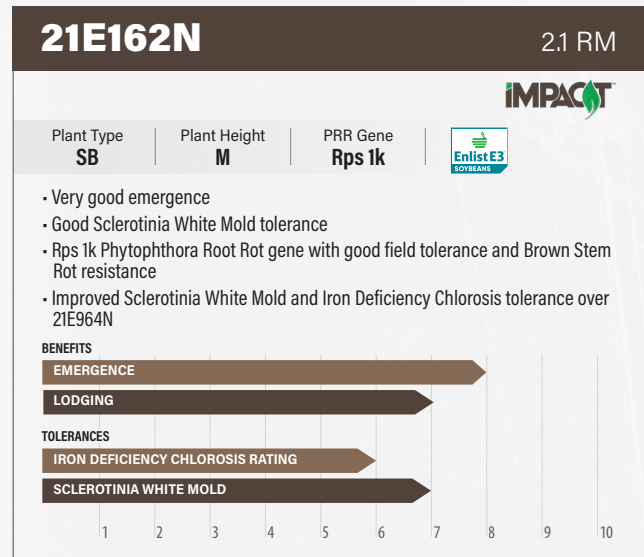 21E162N
2.1 RM
IMPACT
Plant Type
SB
Plant Height
M
PRR Gene
Rps 1k
Enlist E3
SOYBEANS
· Very good emergence
· Good Sclerotinia White Mold tolerance
· Rps 1k Phytophthora Root Rot gene with good field tolerance and Brown Stem
Rot resistance
· Improved Sclerotinia White Mold and Iron Deficiency Chlorosis tolerance over
21E964N
BENEFITS
EMERGENCE
LODGING
TOLERANCES
IRON DEFICIENCY CHLOROSIS RATING
SCLEROTINIA WHITE MOLD
1 2 3 4 5 6 7 8 9 10